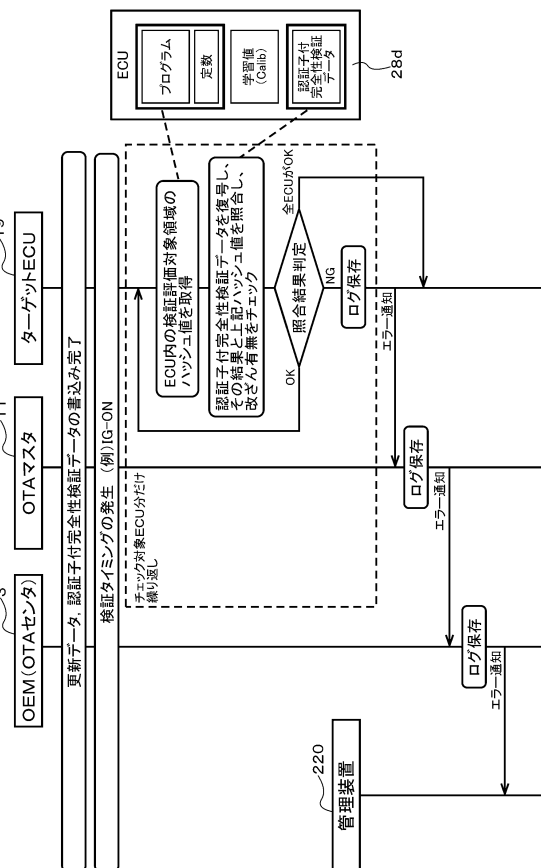 OEM(OTAセンタ)
OTAマスタ
ターゲットECU
更新データ、認証子付完全性検証データの書込み完了
検証タイミングの発生 (例)IG-ON
チェック対象ECU分だけ
繰り返し
ECU内の検証評価対象領域の
ハッシュ値を取得
認証子付完全性検証データを復号し、
その結果と上記ハッシュ値を照合し、
改ざん有無をチェック
照合結果判定
OK
全ECUがOK
NG
ログ保存
エラー通知
ログ保存
エラー通知
ログ保存
エラー通知
管理装置
220
ECU
プログラム
定数
学習値
(Calib)
認証子付
完全性検証
データ
28d